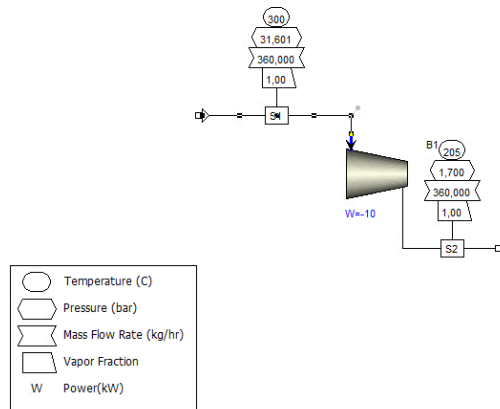 300
31,601
360,000
1,00
B1
205
1,700
360,000
1,00
W=-10
S2
Temperature (C)
Pressure (bar)
Mass Flow Rate (kg/hr)
Vapor Fraction
W Power(kW)